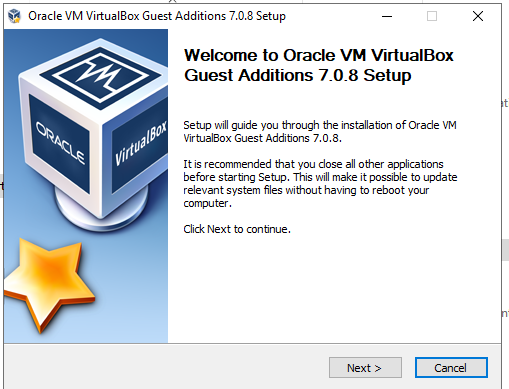 Oracle VM VirtualBox Guest Additions 7.0.8 Setup
Welcome to Oracle VM VirtualBox
Guest Additions 7.0.8 Setup
Setup will guide you through the installation of Oracle VM
VirtualBox Guest Additions 7.0.8.
It is recommended that you close all other applications
before starting Setup. This will make it possible to update
relevant system files without having to reboot your
computer.
Click Next to continue.
ORACLE
VirtualBox
Next >
Cancel